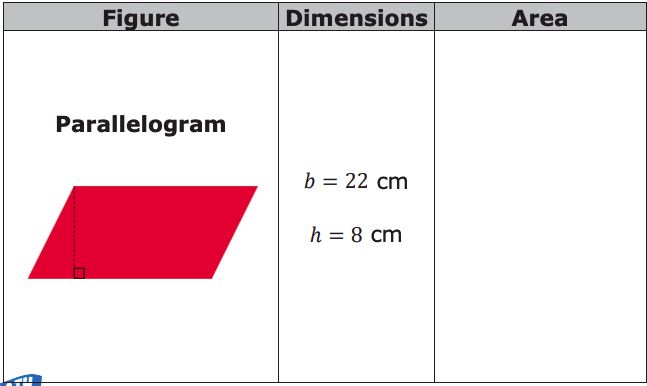 Figure
Dimensions
Area
Parallelogram
b = 22 cm
h = 8 cm